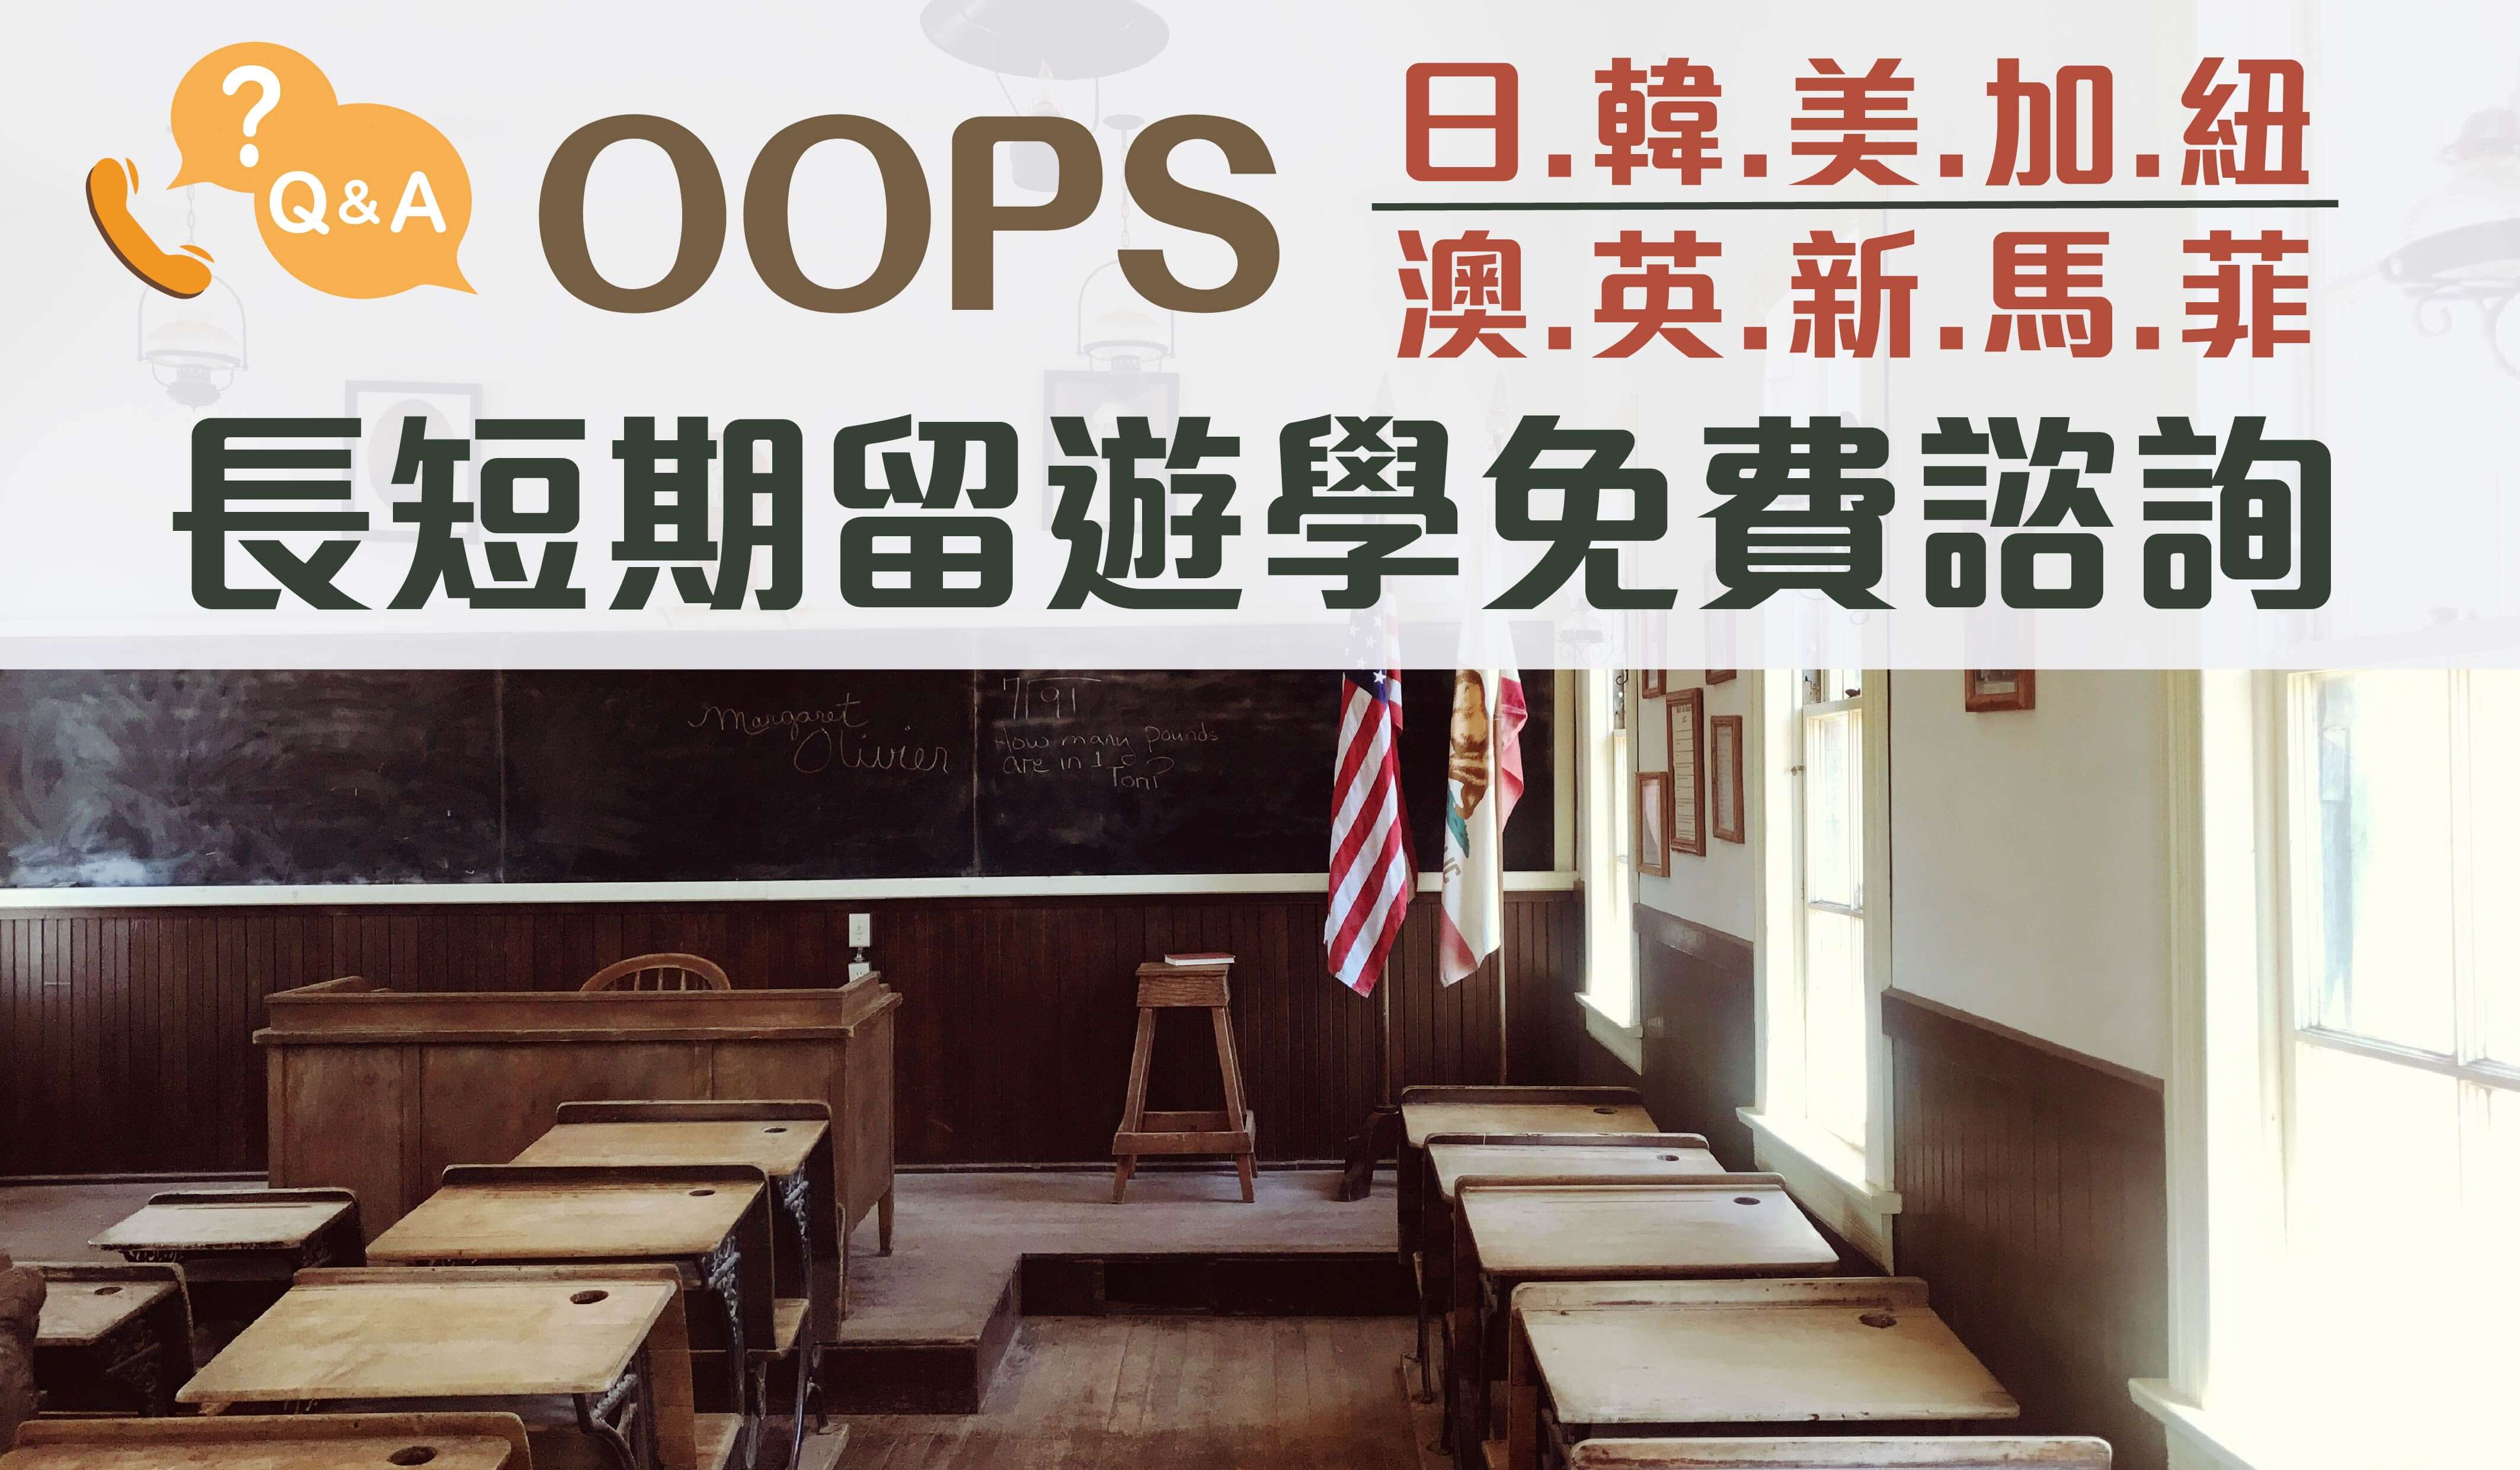 ?
Q&A
OOPS
日.韓.美.加.紐
澳.英.新.馬.菲
長短期留遊學免費諮詢
Margaret
Olivier
7⟌91
How many pounds
are in 1
Ton?